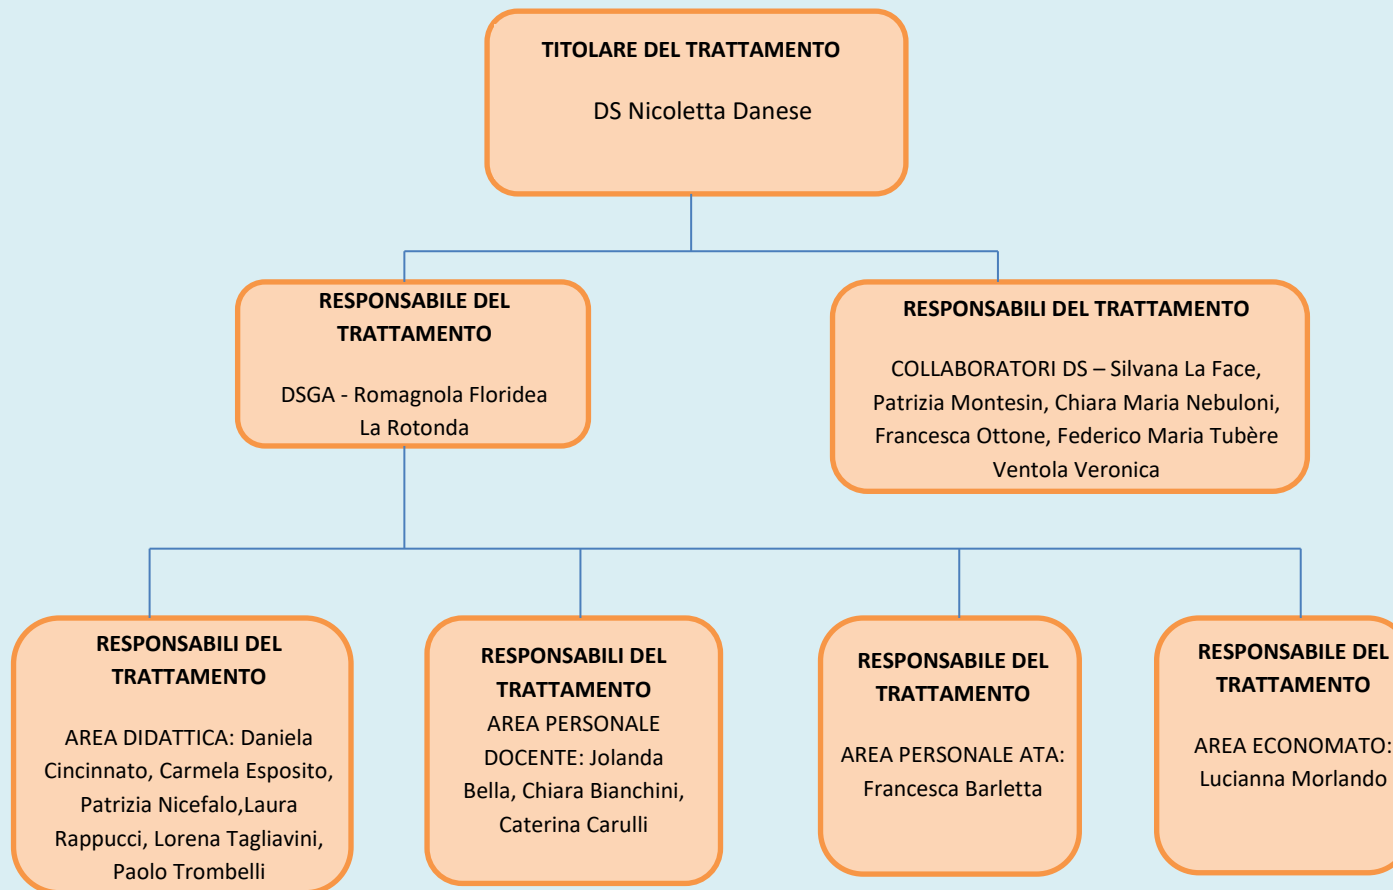 TITOLARE DEL TRATTAMENTO
DS Nicoletta Danese
RESPONSABILE DEL
TRATTAMENTO
DSGA - Romagnola Floridea
La Rotonda
RESPONSABILI DEL TRATTAMENTO
COLLABORATORI DS – Silvana La Face,
Patrizia Montesin, Chiara Maria Nebuloni,
Francesca Ottone, Federico Maria Tubère
Ventola Veronica
RESPONSABILI DEL
TRATTAMENTO
AREA DIDATTICA: Daniela
Cincinnato, Carmela Esposito,
Patrizia Nicefalo,Laura
Rappucci, Lorena Tagliavini,
Paolo Trombelli
RESPONSABILI DEL
TRATTAMENTO
AREA PERSONALE
DOCENTE: Jolanda
Bella, Chiara Bianchini,
Caterina Carulli
RESPONSABILE DEL
TRATTAMENTO
AREA PERSONALE ATA:
Francesca Barletta
RESPONSABILE DEL
TRATTAMENTO
AREA ECONOMATO:
Lucianna Morlando